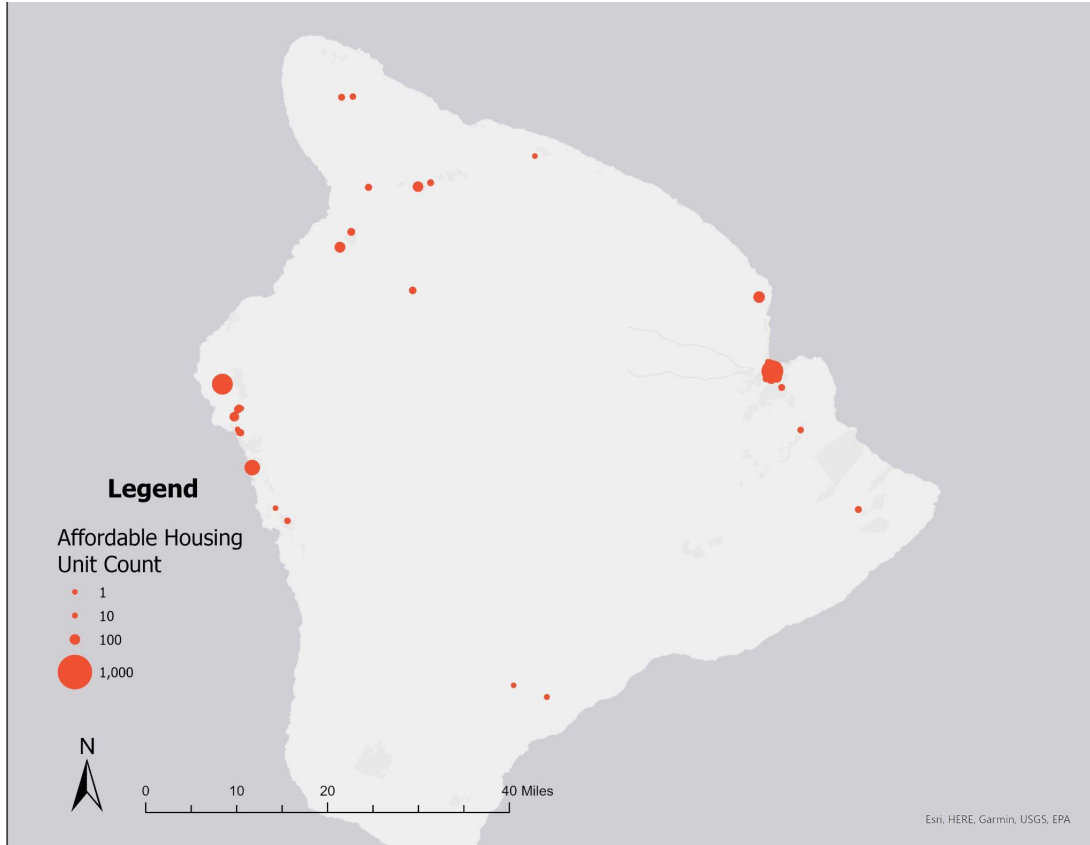 Legend
Affordable Housing
Unit Count
1
10
100
1,000
N
0 10 20 40 Miles
Esri, HERE, Garmin, USGS, EPA